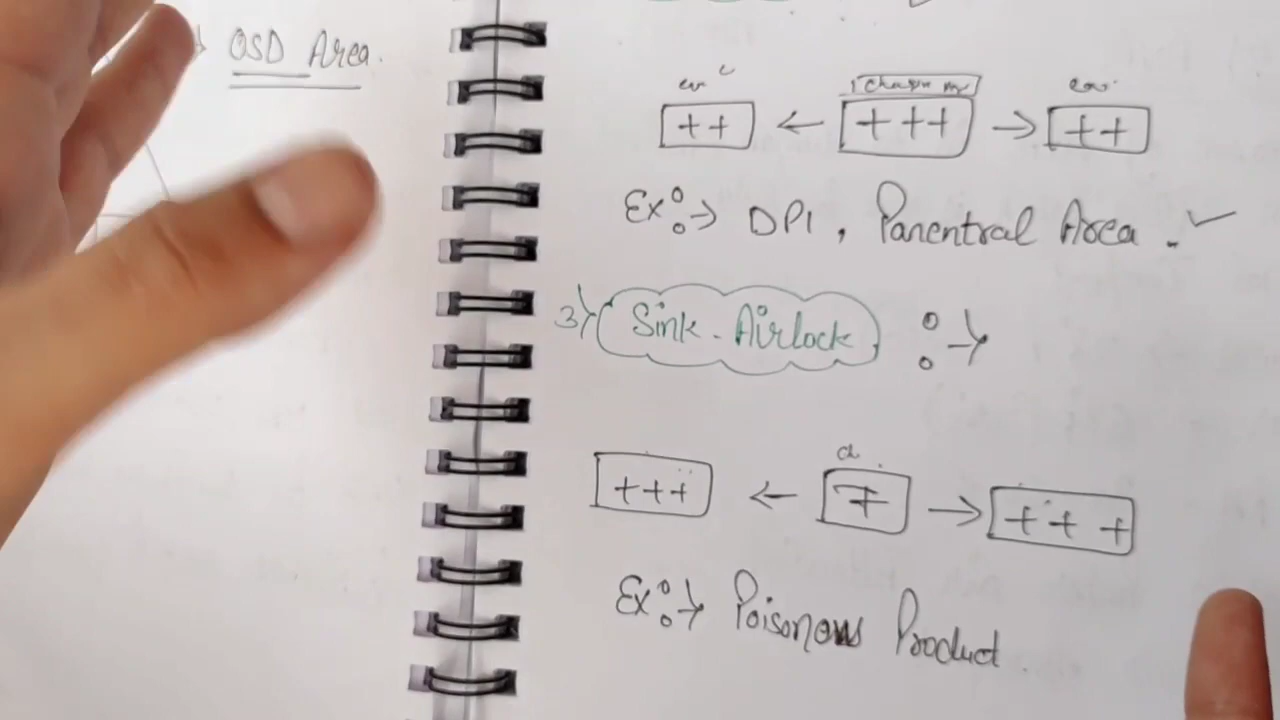 OSD Area.
++ ← +++ → ++
Ex:→ DPI, Parentral Area.
3) Sink-Airlock :→
+++ ← + → +++
Ex:→ Poisonous Product